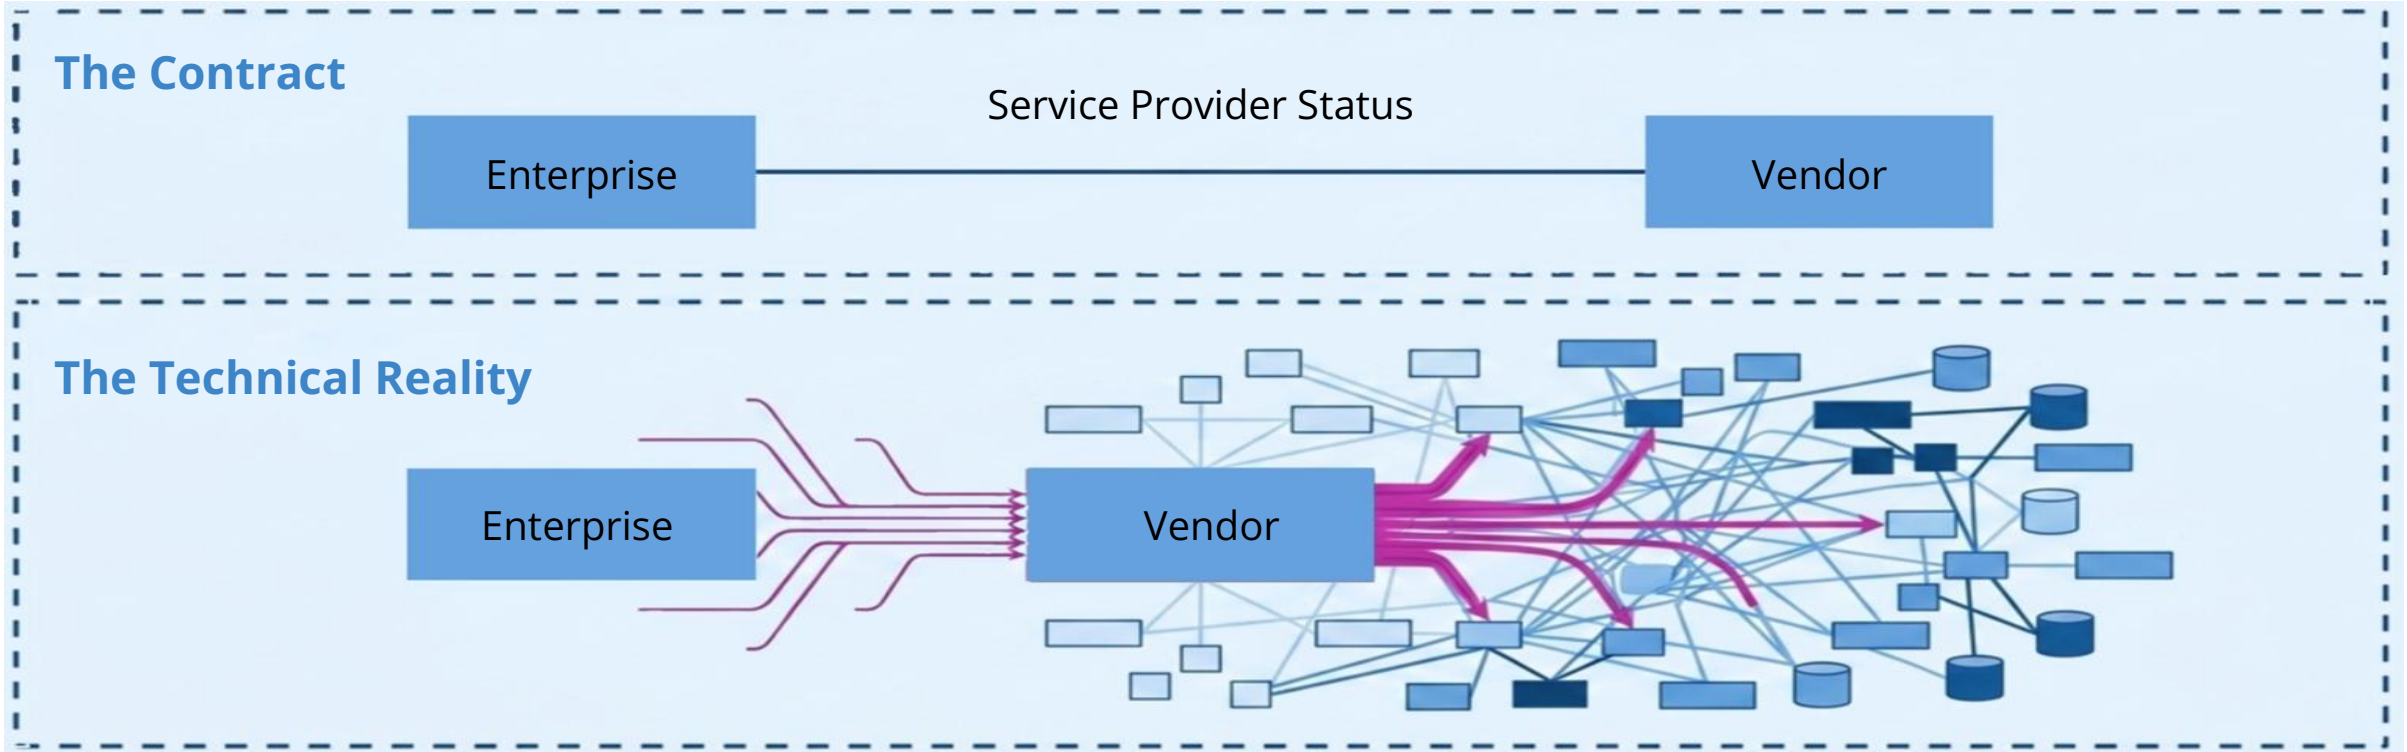 The Contract
Service Provider Status
Enterprise
Vendor
The Technical Reality
Enterprise
Vendor